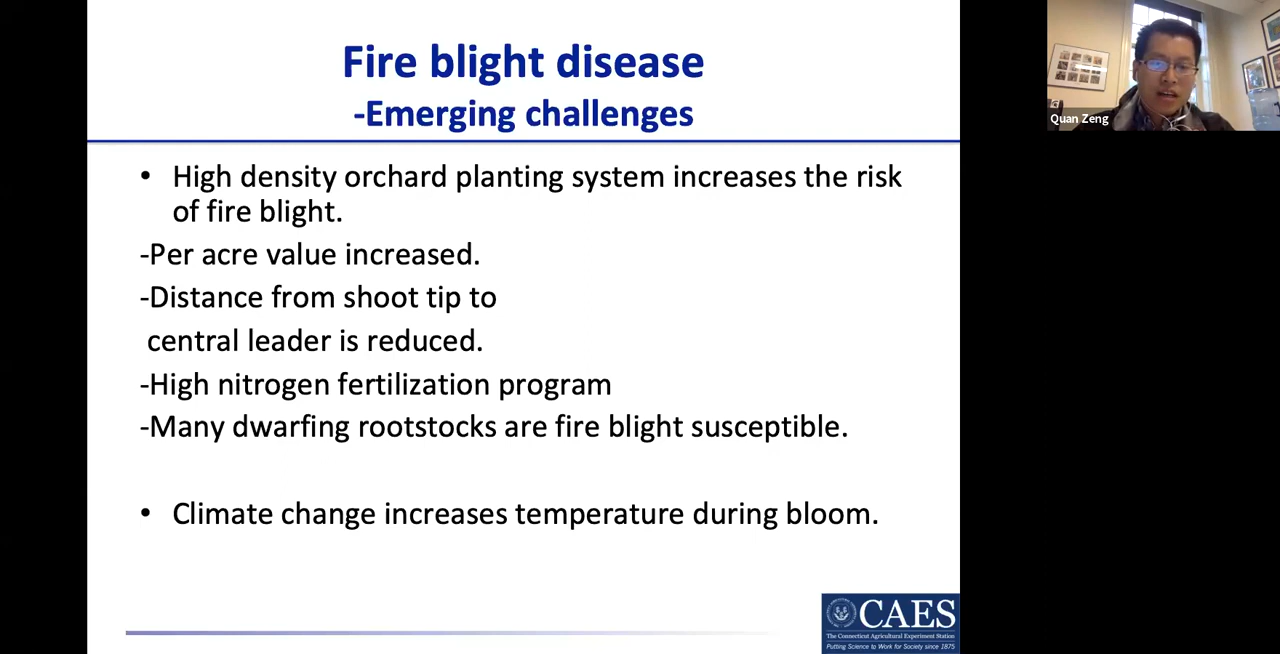 Fire blight disease
-Emerging challenges
• High density orchard planting system increases the risk
of fire blight.
-Per acre value increased.
-Distance from shoot tip to
central leader is reduced.
-High nitrogen fertilization program
-Many dwarfing rootstocks are fire blight susceptible.
• Climate change increases temperature during bloom.
CAES
The Connecticut Agricultural Experiment Station
Putting Science to Work for Society since 1875
Quan Zeng